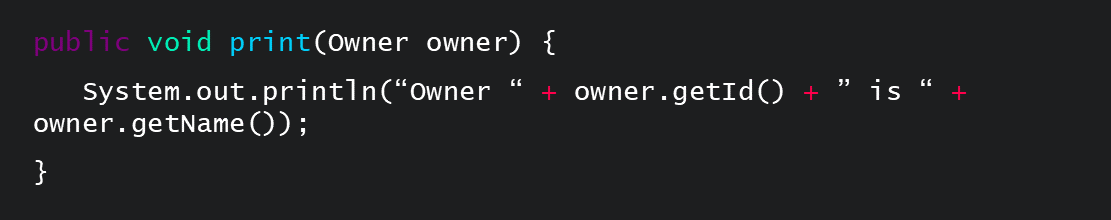 public void print(Owner owner) {
System.out.println(“Owner “ + owner.getId() + ” is “ +
owner.getName());
}